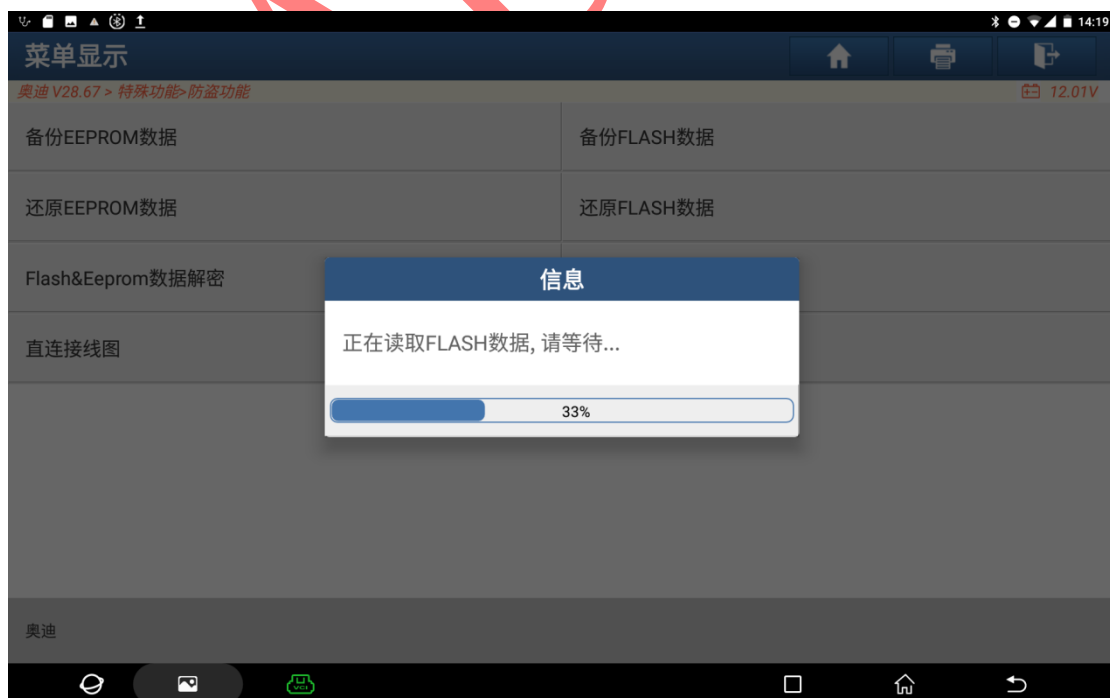 14:19
菜单显示
奥迪 V28.67 > 特殊功能>防盗功能
12.01V
备份EEPROM数据
备份FLASH数据
还原EEPROM数据
还原FLASH数据
Flash&Eeprom数据解密
信息
直连接线图
正在读取FLASH数据, 请等待...
33%
奥迪
VCI